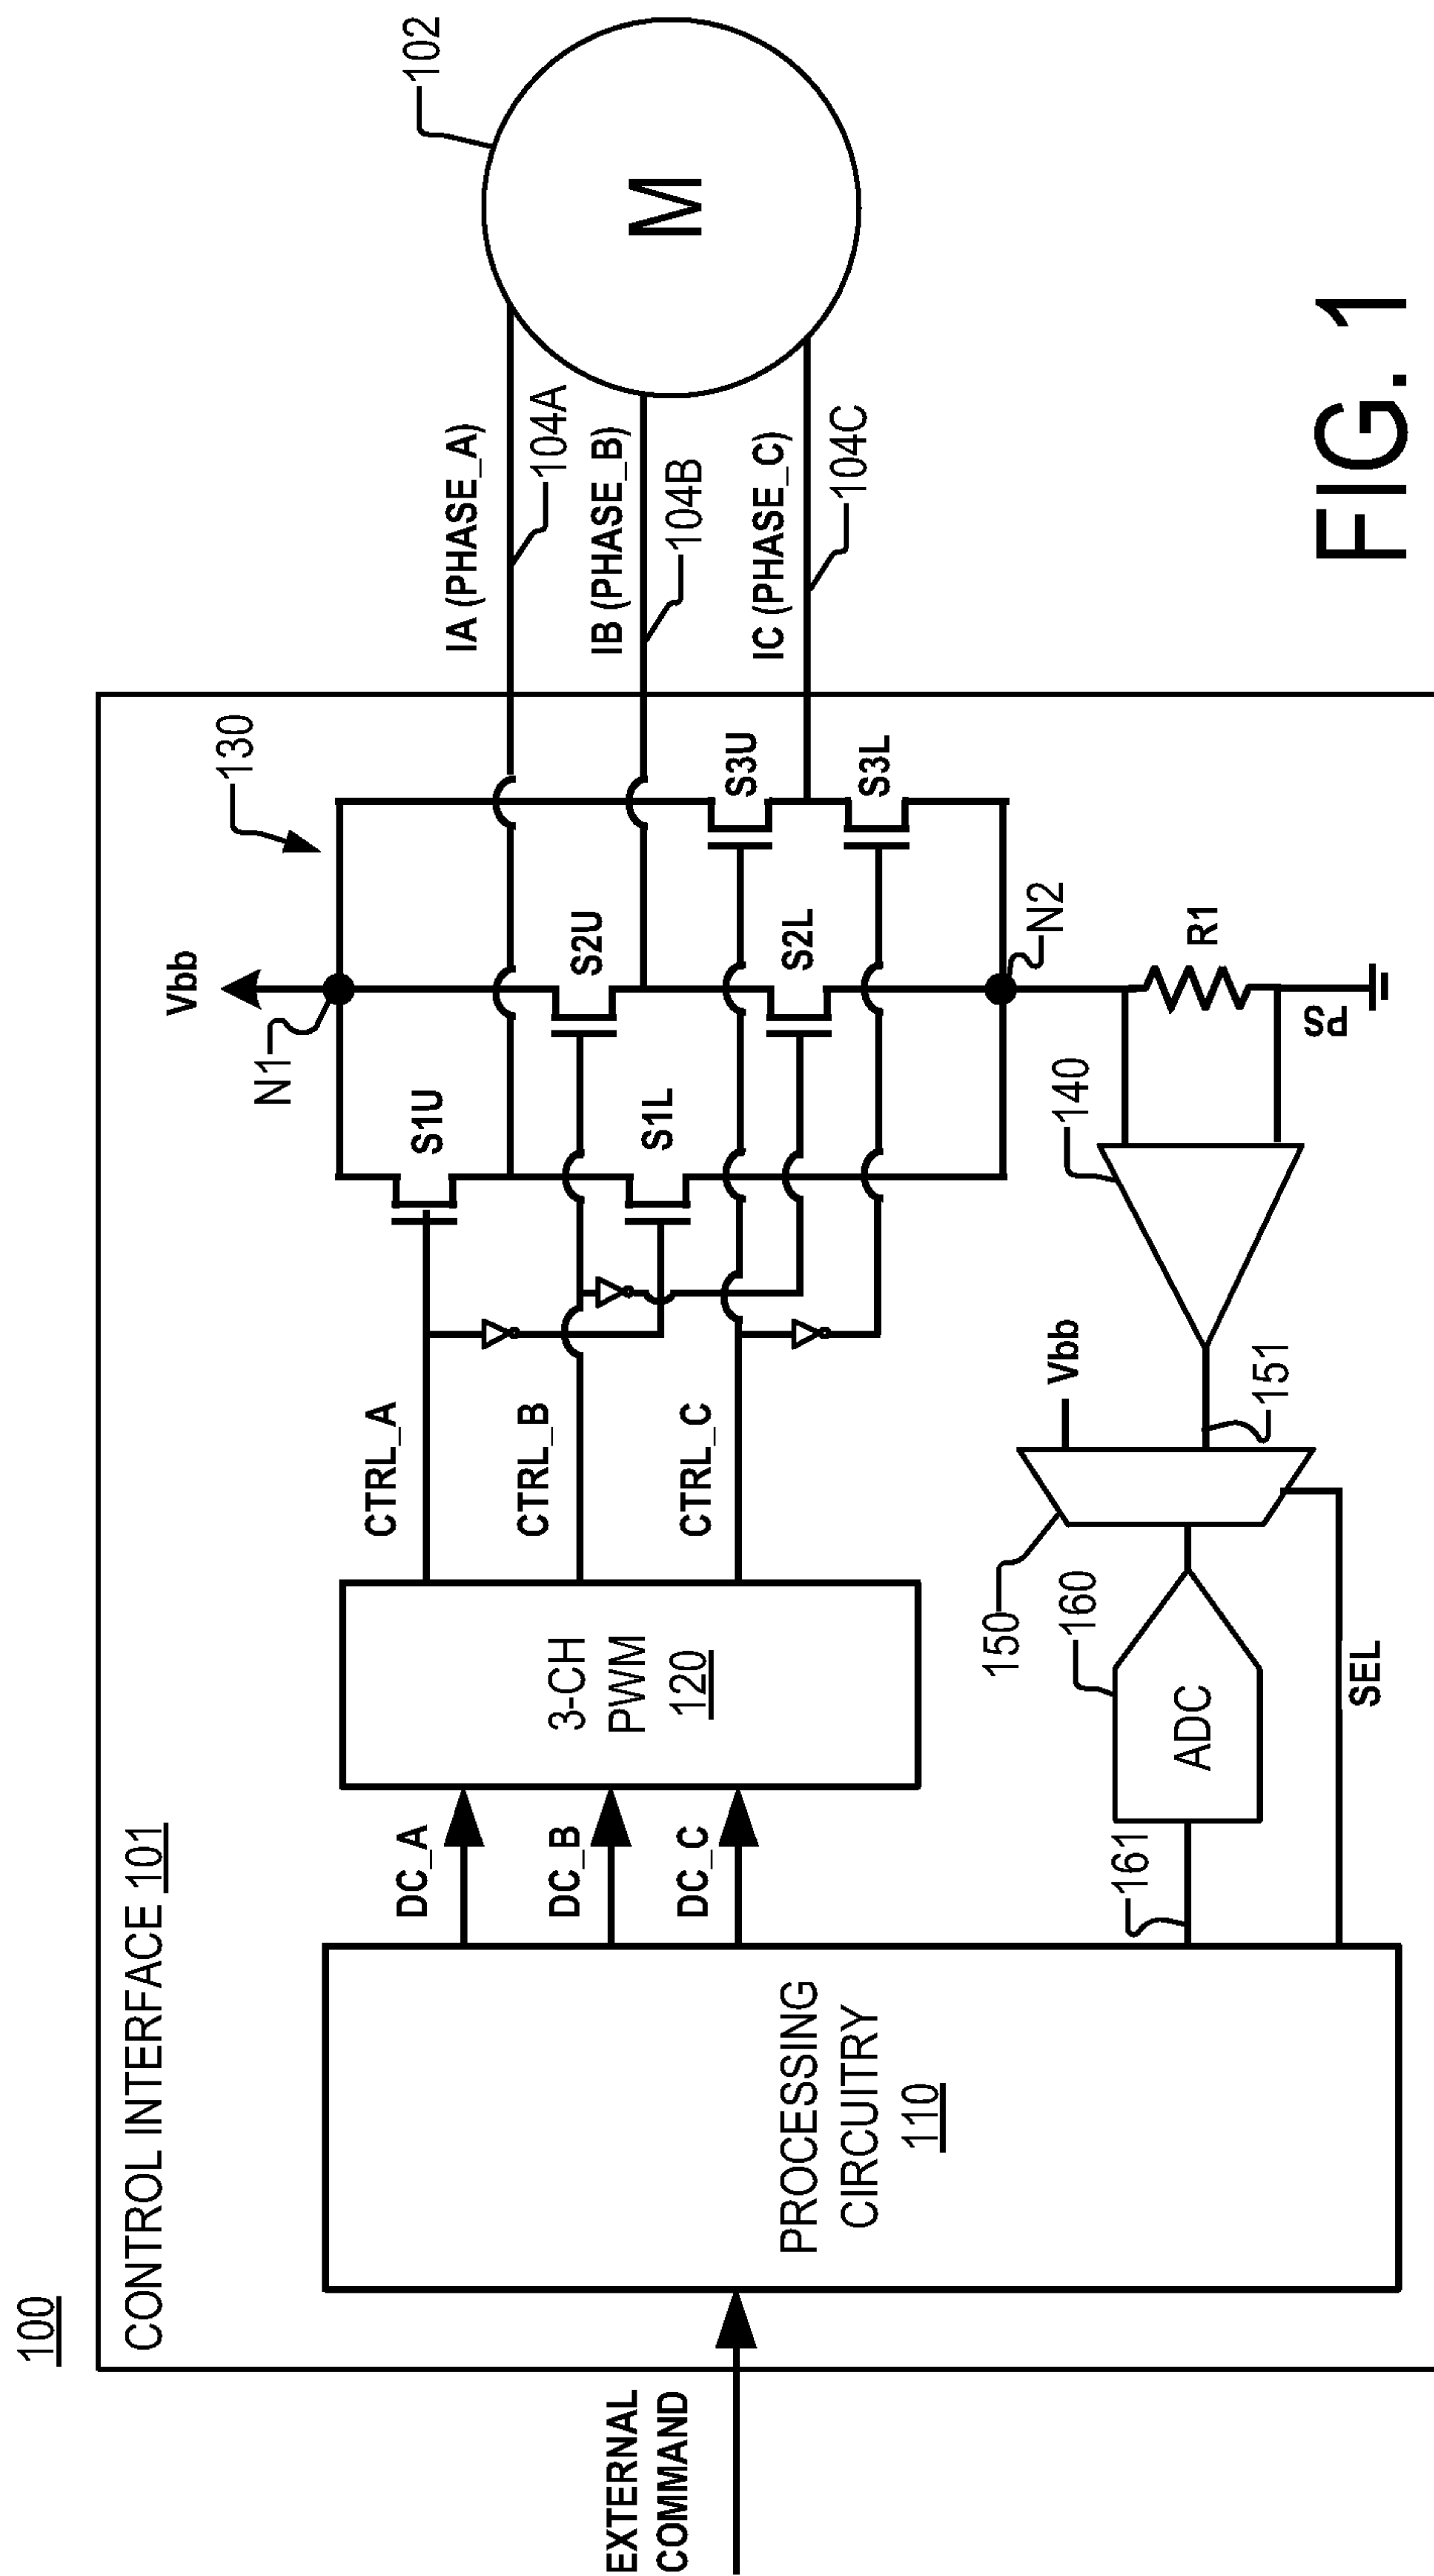 100
CONTROL INTERFACE 101
EXTERNAL
COMMAND
PROCESSING
CIRCUITRY
110
DC_A
DC_B
DC_C
3-CH
PWM
120
CTRL_A
CTRL_B
CTRL_C
Vbb
N1
130
S1U
S2U
S3U
S1L
S2L
S3L
N2
R1
PS
140
Vbb
151
150
160
ADC
161
SEL
IA (PHASE_A)
104A
IB (PHASE_B)
104B
IC (PHASE_C)
104C
102
M
FIG. 1